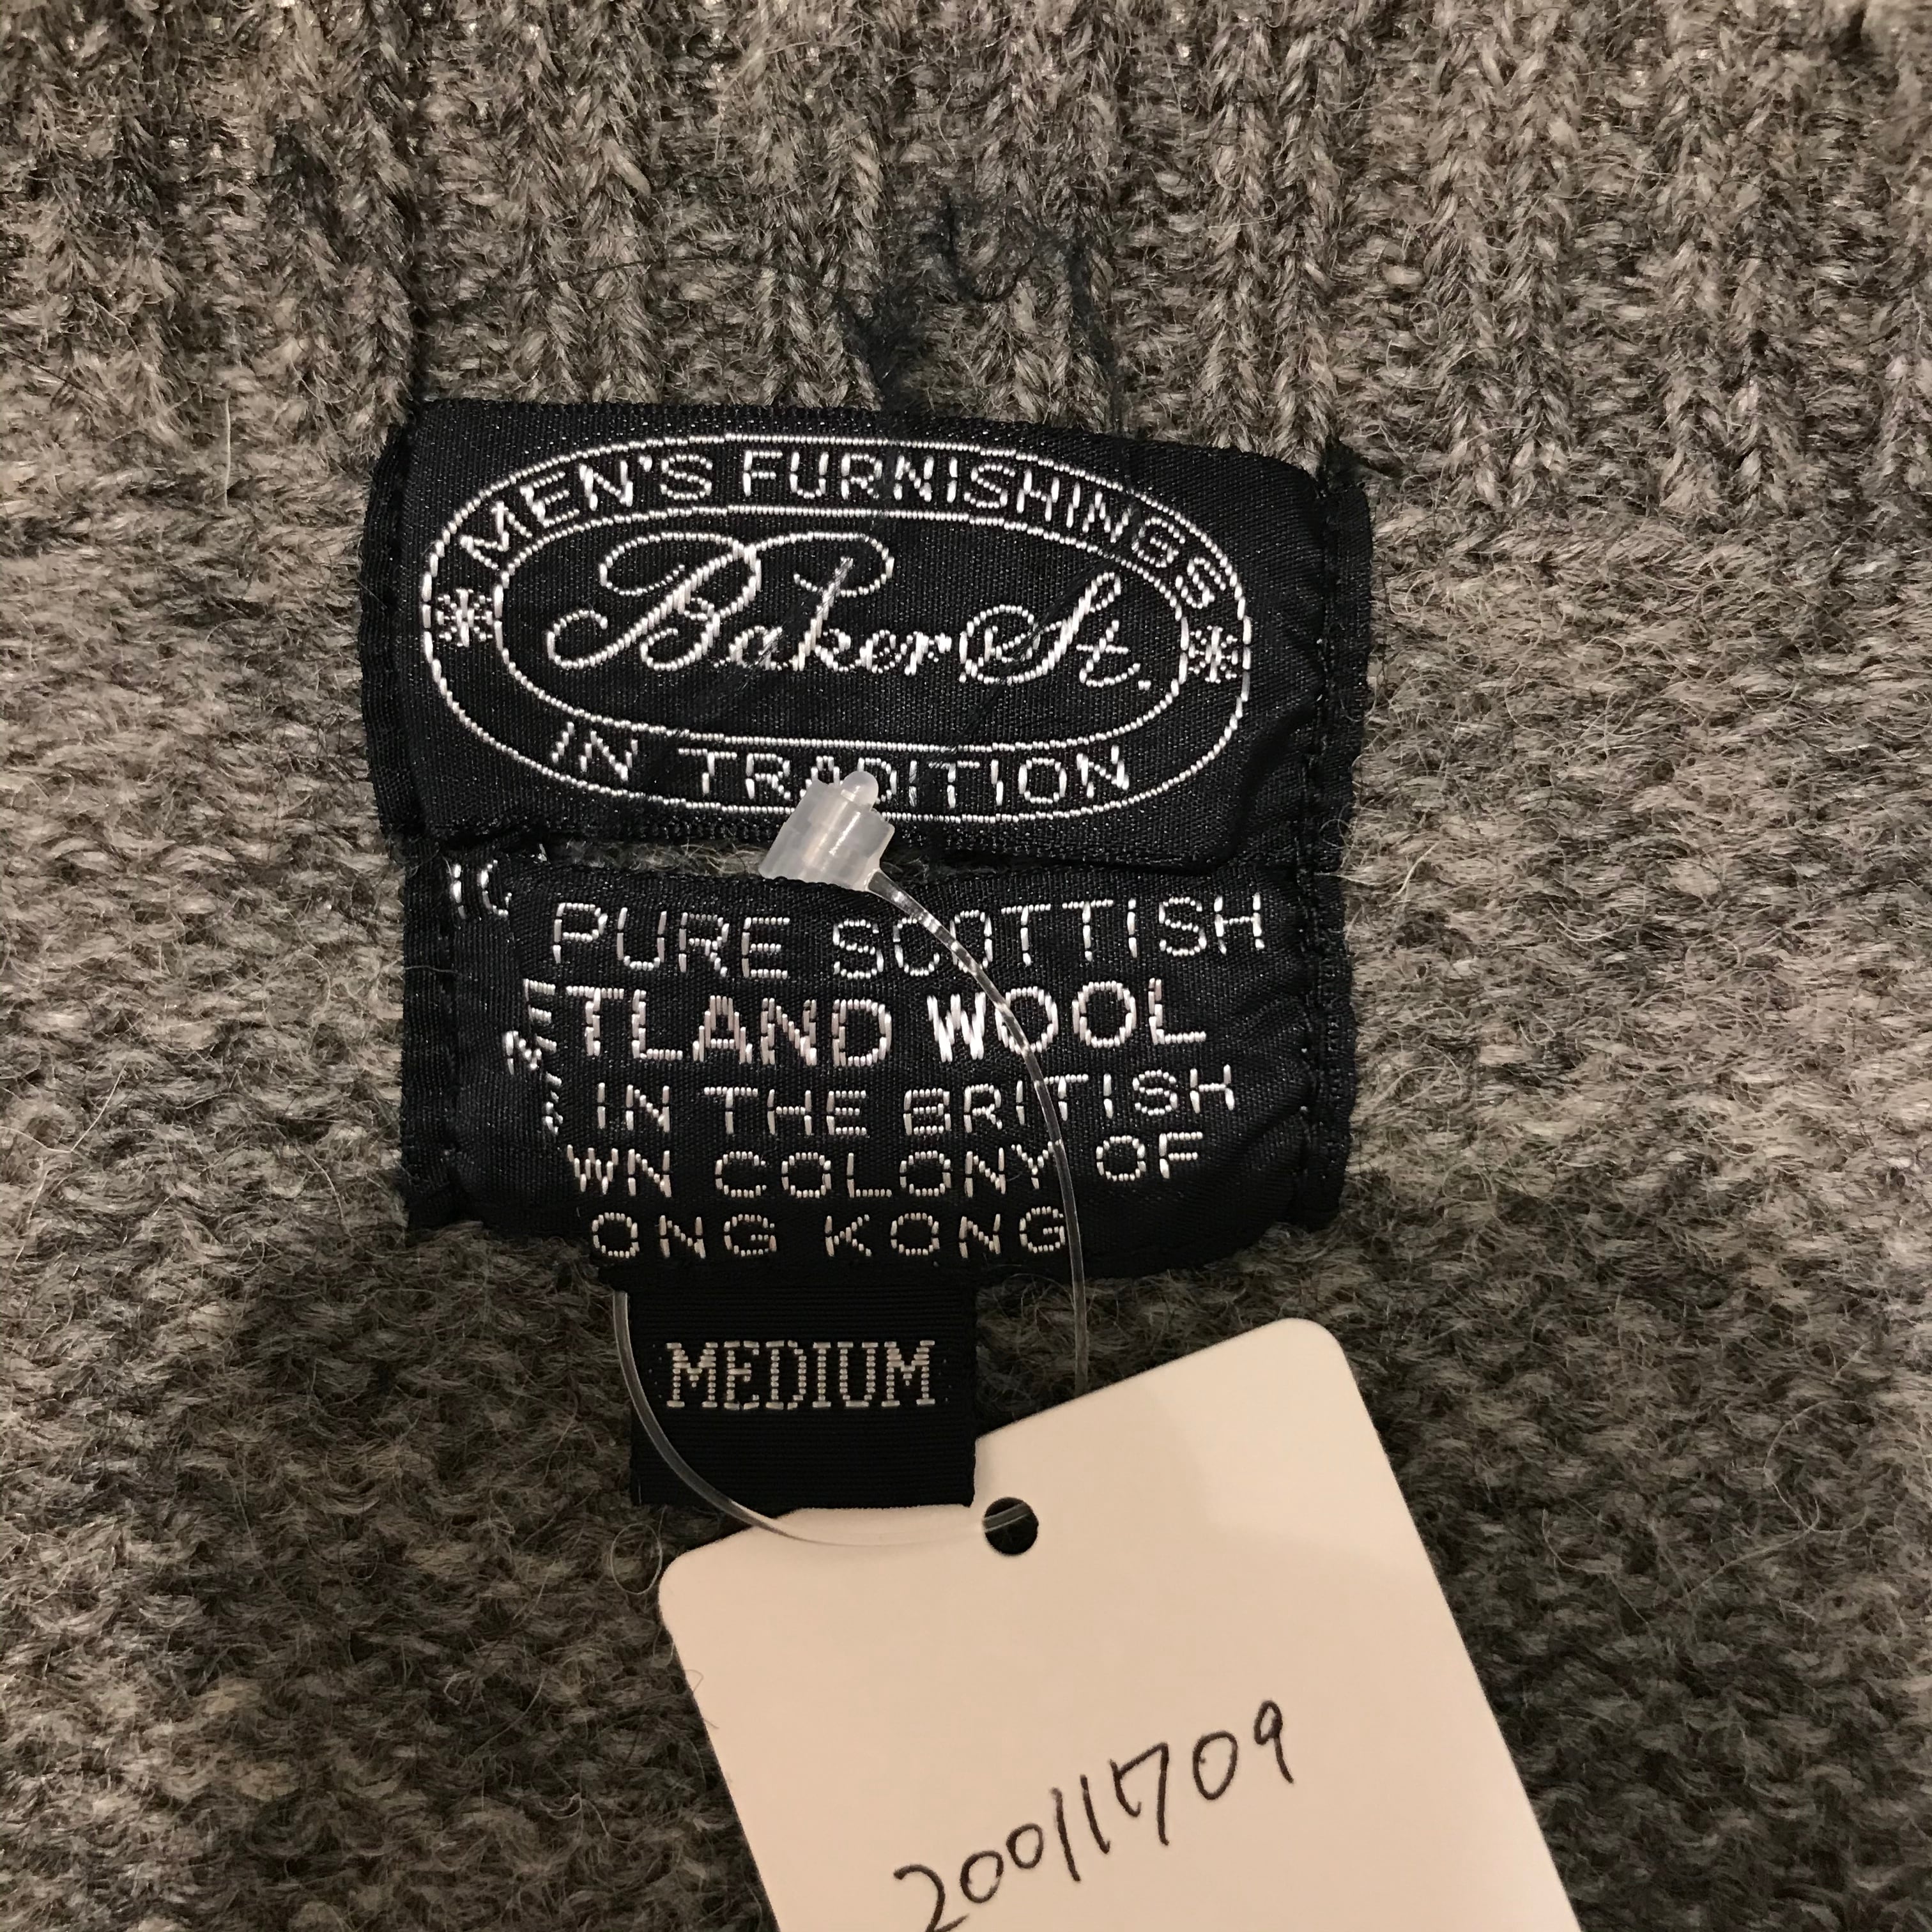 MEN'S FURNISHINGS
Baker St.
IN TRADITION
PURE SCOTTISH
ETLAND WOOL
IN THE BRITISH
WN COLONY OF
ONG KONG
MEDIUM
20011709